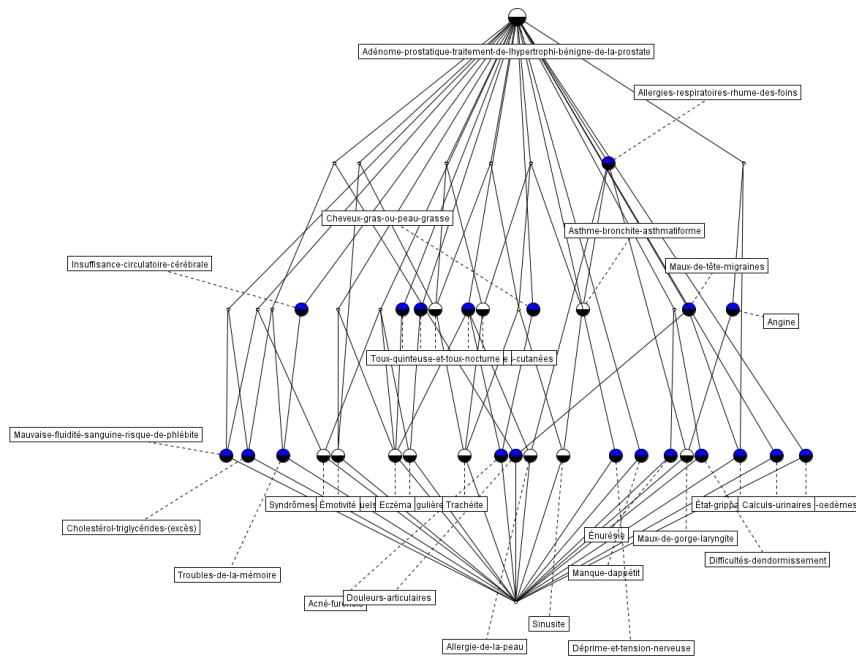 Adénome-prostatique-traitement-de-lhypertrophi-bénigne-de-la-prostate
Allergies-respiratoires-rhume-des-foins
Cheveux-gras-ou-peau-grasse
Asthme-bronchite-asthmatiforme
Insuffisance-circulatoire-cérébrale
Maux-de-tête-migraines
Angine
Toux-quinteuse-et-toux-nocturne
-cutanées
Mauvaise-fluidité-sanguine-risque-de-phlébite
Syndrômes
Émotivité
Eczéma
Trachéite
Calculs-urinaires
-oedèmes
Cholestérol-triglycérides-(excès)
Énurésie
Maux-de-gorge-laryngite
Difficultés-dendormissement
Troubles-de-la-mémoire
Manque-dappétit
Douleurs-articulaires
Sinusite
Allergie-de-la-peau
Déprime-et-tension-nerveuse